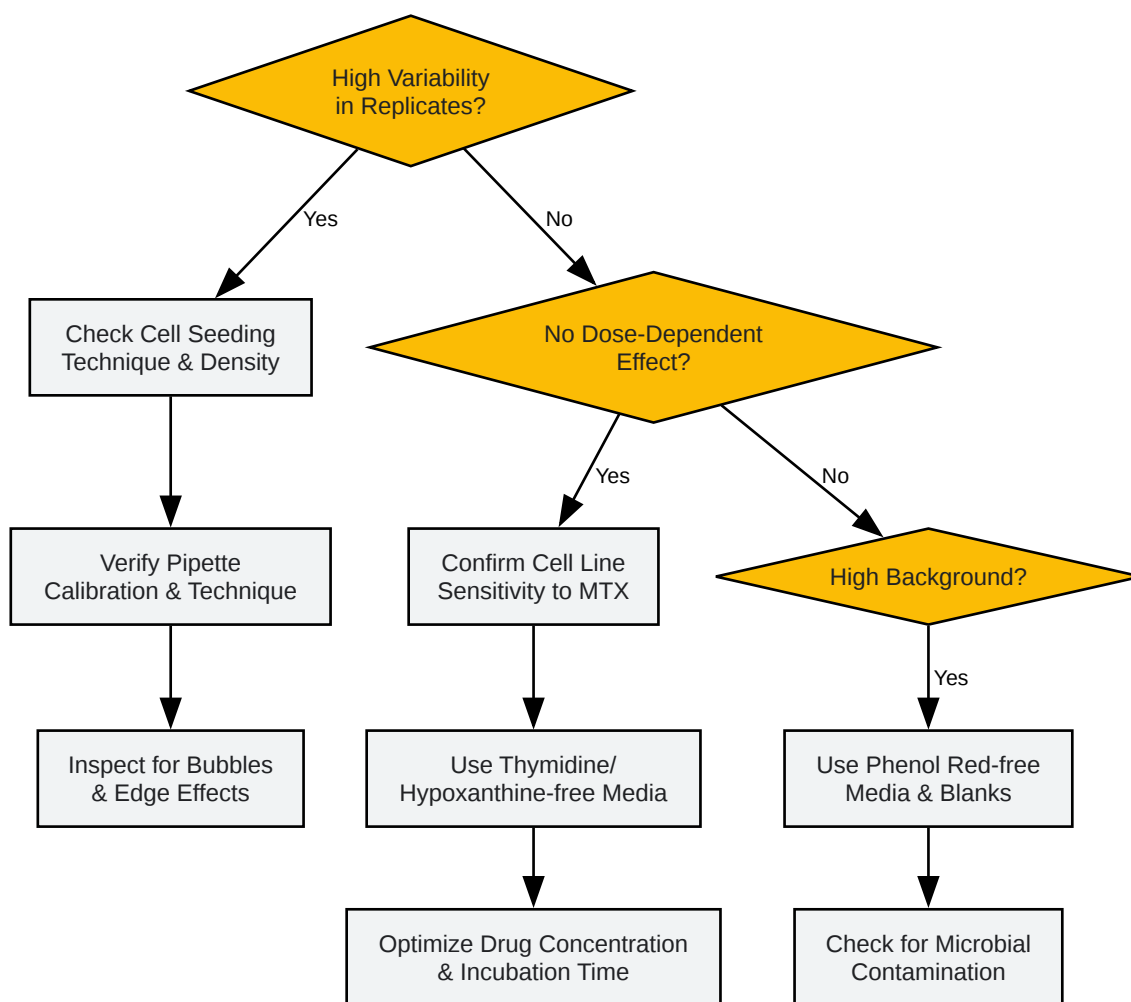 High Variability
in Replicates?
Yes
No
Check Cell Seeding
Technique & Density
No Dose-Dependent
Effect?
Yes
No
Verify Pipette
Calibration & Technique
Confirm Cell Line
Sensitivity to MTX
High Background?
Yes
Inspect for Bubbles
& Edge Effects
Use Thymidine/
Hypoxanthine-free Media
Use Phenol Red-free
Media & Blanks
Optimize Drug Concentration
& Incubation Time
Check for Microbial
Contamination